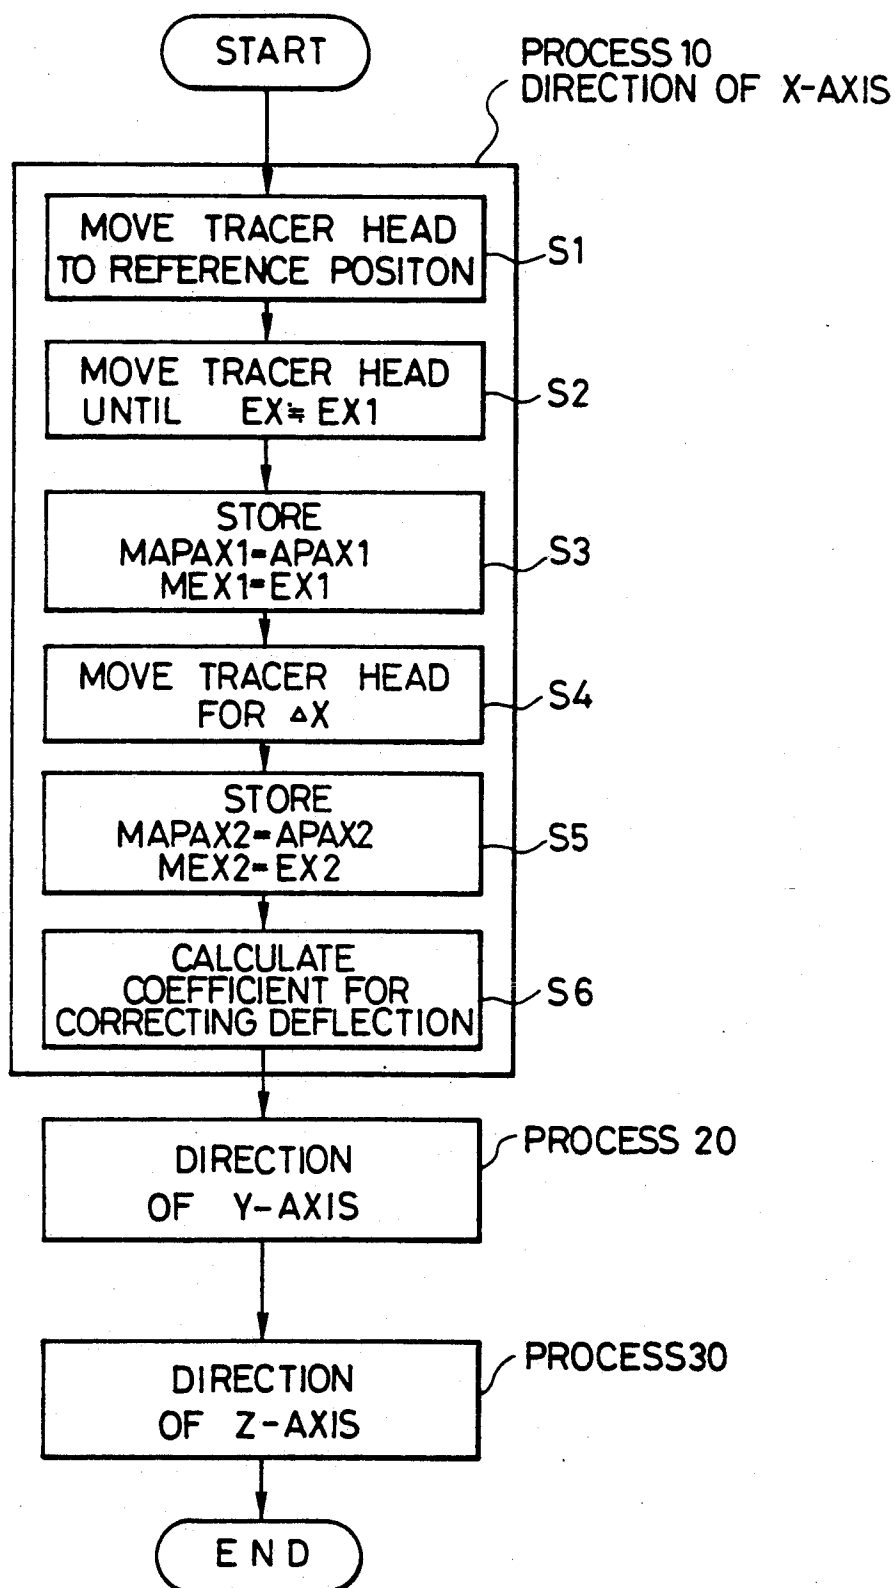 START
PROCESS 10
DIRECTION OF X-AXIS
MOVE TRACER HEAD
TO REFERENCE POSITON
S1
MOVE TRACER HEAD
UNTIL EX≒EX1
S2
STORE
MAPAX1=APAX1
MEX1=EX1
S3
MOVE TRACER HEAD
FOR ΔX
S4
STORE
MAPAX2=APAX2
MEX2=EX2
S5
CALCULATE
COEFFICIENT FOR
CORRECTING DEFLECTION
S6
DIRECTION
OF Y-AXIS
PROCESS 20
DIRECTION
OF Z-AXIS
PROCESS30
END